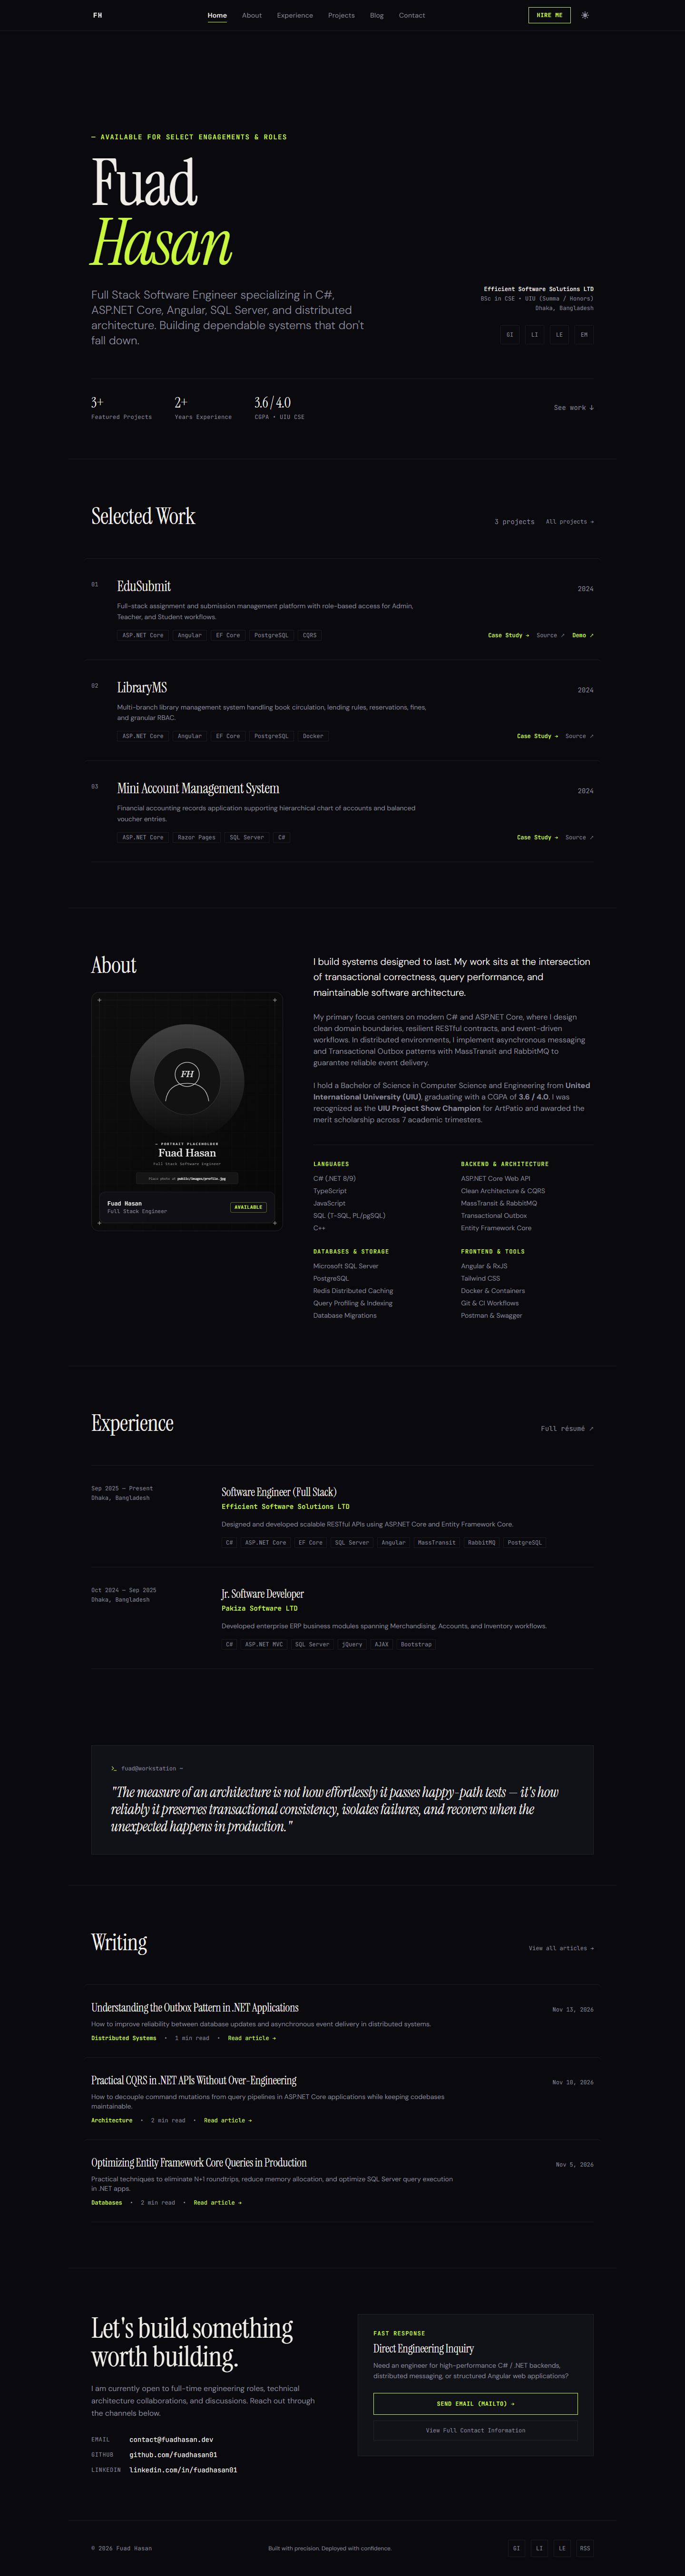 FH
Home About Experience Projects Blog Contact
HIRE ME
— AVAILABLE FOR SELECT ENGAGEMENTS & ROLES
Fuad
Hasan
Full Stack Software Engineer specializing in C#,
ASP.NET Core, Angular, SQL Server, and distributed
architecture. Building dependable systems that don't
fall down.
Efficient Software Solutions LTD
BSc in CSE • UIU (Summa / Honors)
Dhaka, Bangladesh
GI LI LE EM
3+
Featured Projects
2+
Years Experience
3.6 / 4.0
CGPA • UIU CSE
See work ↓
Selected Work
3 projects All projects →
01
EduSubmit
2024
Full-stack assignment and submission management platform with role-based access for Admin,
Teacher, and Student workflows.
ASP.NET Core Angular EF Core PostgreSQL CQRS
Case Study → Source ↗ Demo ↗
02
LibraryMS
2024
Multi-branch library management system handling book circulation, lending rules, reservations, fines,
and granular RBAC.
ASP.NET Core Angular EF Core PostgreSQL Docker
Case Study → Source ↗
03
Mini Account Management System
2024
Financial accounting records application supporting hierarchical chart of accounts and balanced
voucher entries.
ASP.NET Core Razor Pages SQL Server C#
Case Study → Source ↗
About
FH
— PORTRAIT PLACEHOLDER
Fuad Hasan
Full Stack Software Engineer
Place photo at public/images/profile.jpg
Fuad Hasan
Full Stack Engineer
AVAILABLE
I build systems designed to last. My work sits at the intersection
of transactional correctness, query performance, and
maintainable software architecture.
My primary focus centers on modern C# and ASP.NET Core, where I design
clean domain boundaries, resilient RESTful contracts, and event-driven
workflows. In distributed environments, I implement asynchronous messaging
and Transactional Outbox patterns with MassTransit and RabbitMQ to
guarantee reliable event delivery.
I hold a Bachelor of Science in Computer Science and Engineering from United
International University (UIU), graduating with a CGPA of 3.6 / 4.0. I was
recognized as the UIU Project Show Champion for ArtPatio and awarded the
merit scholarship across 7 academic trimesters.
LANGUAGES
C# (.NET 8/9)
TypeScript
JavaScript
SQL (T-SQL, PL/pgSQL)
C++
BACKEND & ARCHITECTURE
ASP.NET Core Web API
Clean Architecture & CQRS
MassTransit & RabbitMQ
Transactional Outbox
Entity Framework Core
DATABASES & STORAGE
Microsoft SQL Server
PostgreSQL
Redis Distributed Caching
Query Profiling & Indexing
Database Migrations
FRONTEND & TOOLS
Angular & RxJS
Tailwind CSS
Docker & Containers
Git & CI Workflows
Postman & Swagger
Experience
Full résumé ↗
Sep 2025 — Present
Dhaka, Bangladesh
Software Engineer (Full Stack)
Efficient Software Solutions LTD
Designed and developed scalable RESTful APIs using ASP.NET Core and Entity Framework Core.
C# ASP.NET Core EF Core SQL Server Angular MassTransit RabbitMQ PostgreSQL
Oct 2024 — Sep 2025
Dhaka, Bangladesh
Jr. Software Developer
Pakiza Software LTD
Developed enterprise ERP business modules spanning Merchandising, Accounts, and Inventory workflows.
C# ASP.NET MVC SQL Server jQuery AJAX Bootstrap
fuad@workstation ~
"The measure of an architecture is not how effortlessly it passes happy-path tests — it's how
reliably it preserves transactional consistency, isolates failures, and recovers when the
unexpected happens in production."
Writing
View all articles →
Understanding the Outbox Pattern in .NET Applications
Nov 13, 2026
How to improve reliability between database updates and asynchronous event delivery in distributed systems.
Distributed Systems • 1 min read • Read article →
Practical CQRS in .NET APIs Without Over-Engineering
Nov 10, 2026
How to decouple command mutations from query pipelines in ASP.NET Core applications while keeping codebases
maintainable.
Architecture • 2 min read • Read article →
Optimizing Entity Framework Core Queries in Production
Nov 5, 2026
Practical techniques to eliminate N+1 roundtrips, reduce memory allocation, and optimize SQL Server query execution
in .NET apps.
Databases • 2 min read • Read article →
Let's build something
worth building.
I am currently open to full-time engineering roles, technical
architecture collaborations, and discussions. Reach out through
the channels below.
EMAIL contact@fuadhasan.dev
GITHUB github.com/fuadhasan01
LINKEDIN linkedin.com/in/fuadhasan01
FAST RESPONSE
Direct Engineering Inquiry
Need an engineer for high-performance C# / .NET backends,
distributed messaging, or structured Angular web applications?
SEND EMAIL (MAILTO) →
View Full Contact Information
© 2026 Fuad Hasan
Built with precision. Deployed with confidence.
GI LI LE RSS